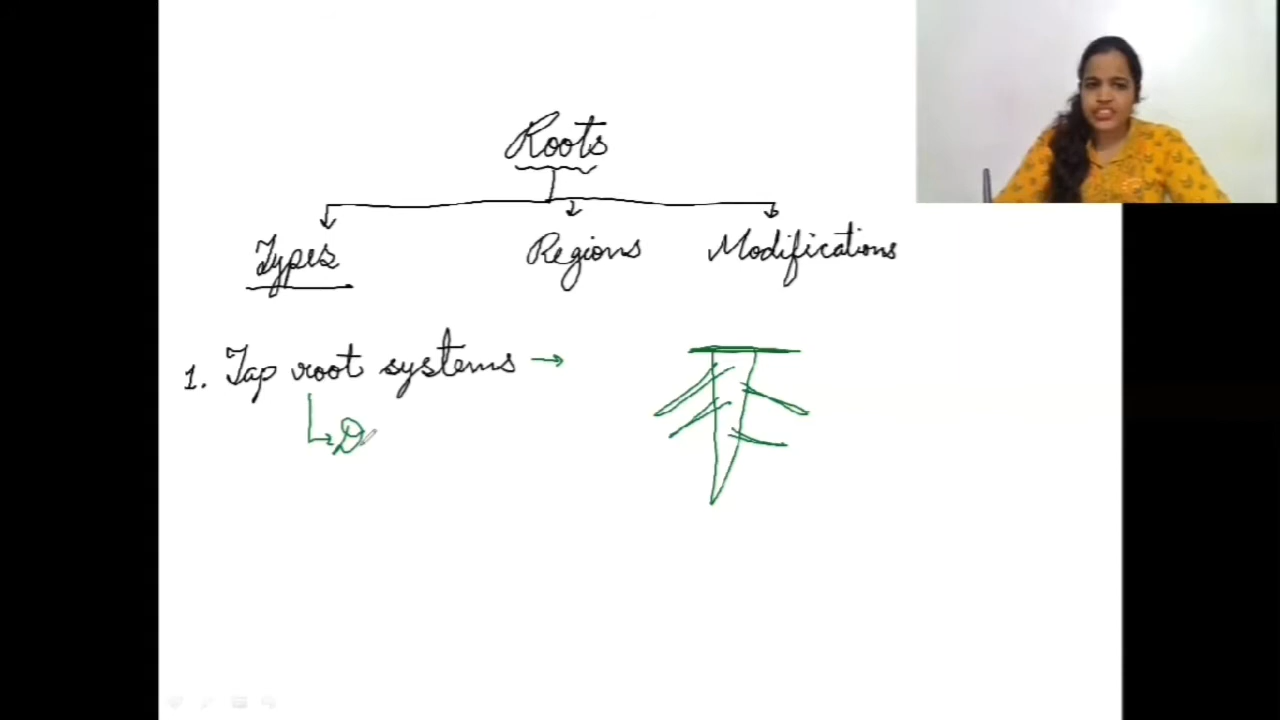 Roots
Types Regions Modifications
1. Tap root systems →
D